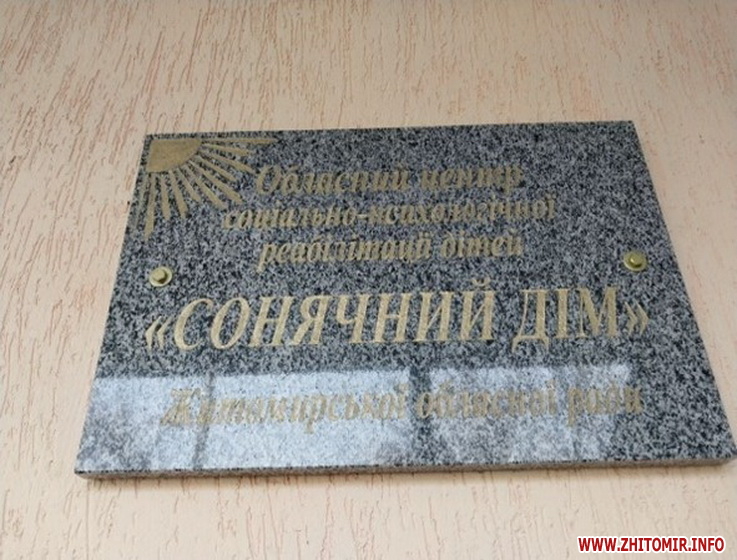 Обласний центр
соціально-психологічної
реабілітації дітей
«СОНЯЧНИЙ ДІМ»
Житомирської обласної ради
WWW.ZHITOMIR.INFO